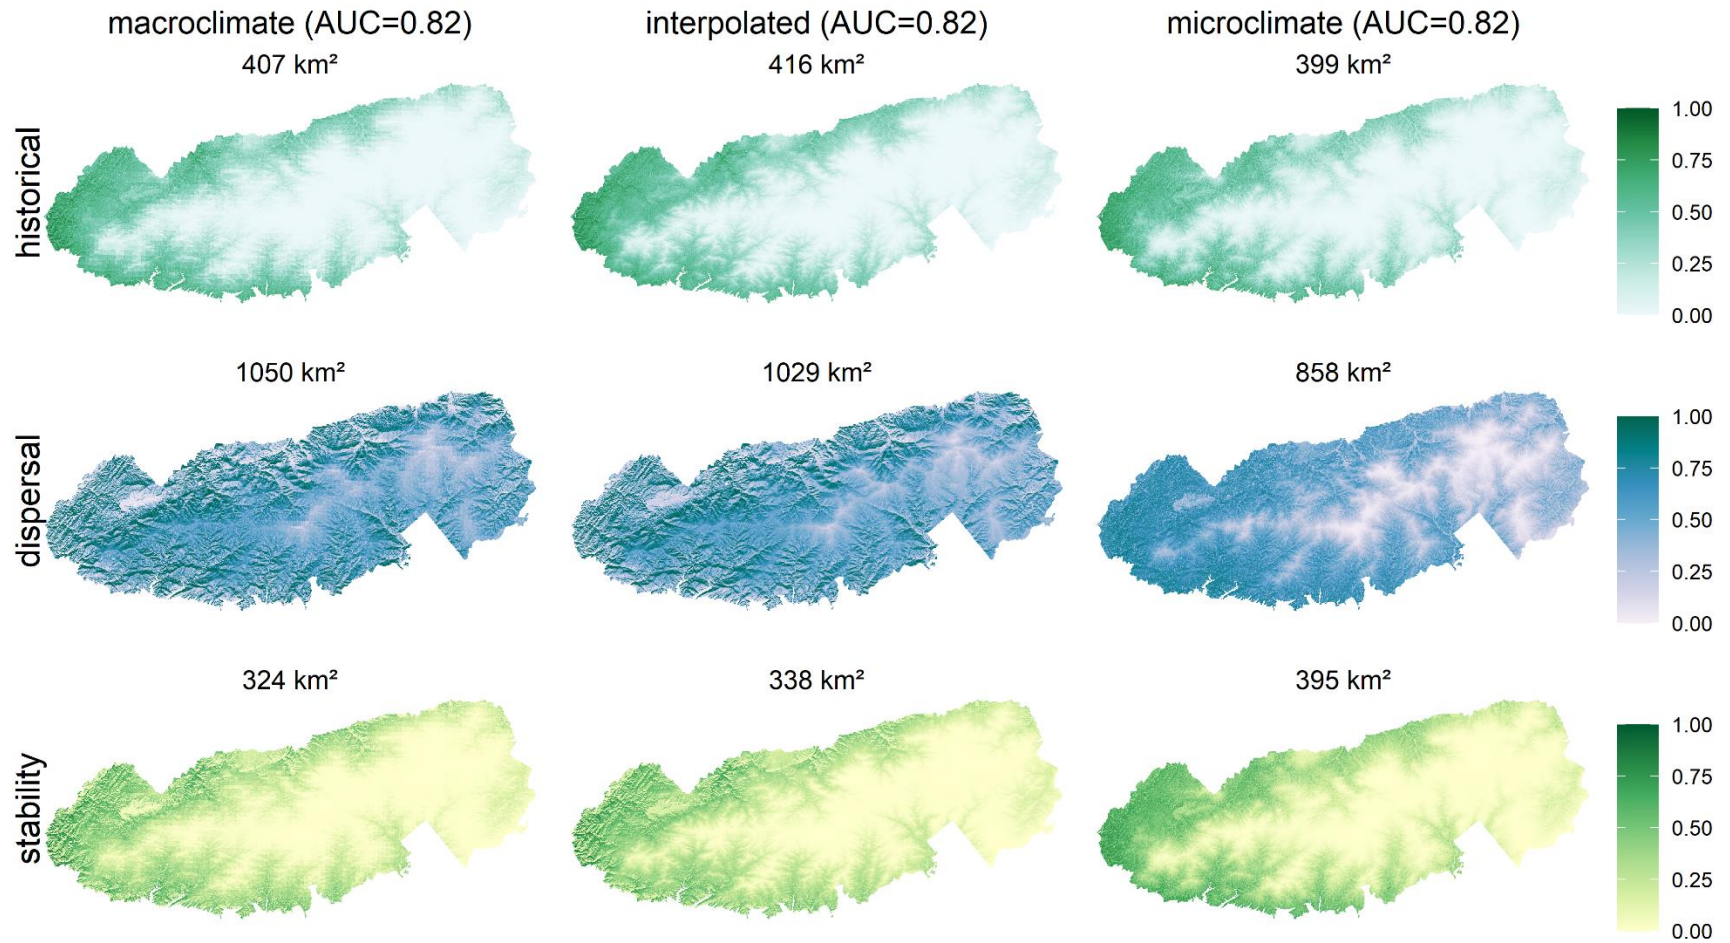 macroclimate (AUC=0.82)
interpolated (AUC=0.82)
microclimate (AUC=0.82)
407 km²
416 km²
399 km²
historical
1.00
0.75
0.50
0.25
0.00
1050 km²
1029 km²
858 km²
dispersal
1.00
0.75
0.50
0.25
0.00
324 km²
338 km²
395 km²
stability
1.00
0.75
0.50
0.25
0.00